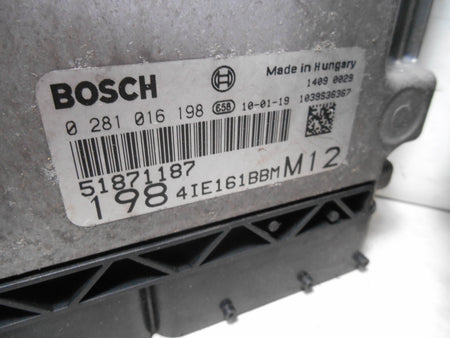 BOSCH Made in Hungary
1409 0029
0 281 016 198 658 10-01-19 1039S36367
51871187
198 4IE161BBM M12